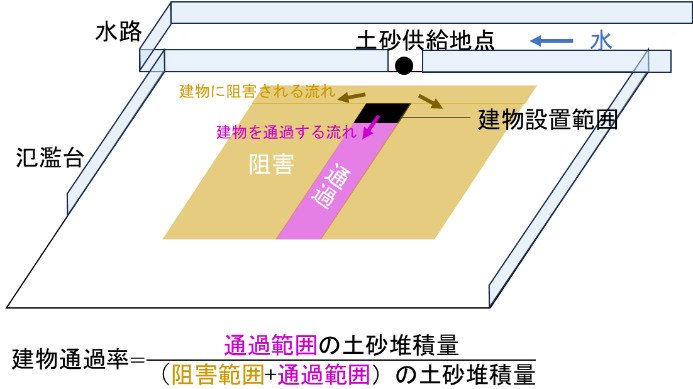 水路
土砂供給地点
水
建物に阻害される流れ
建物を通過する流れ
建物設置範囲
氾濫台
阻害
通過
建物通過率=通過範囲の土砂堆積量
(阻害範囲+通過範囲)の土砂堆積量